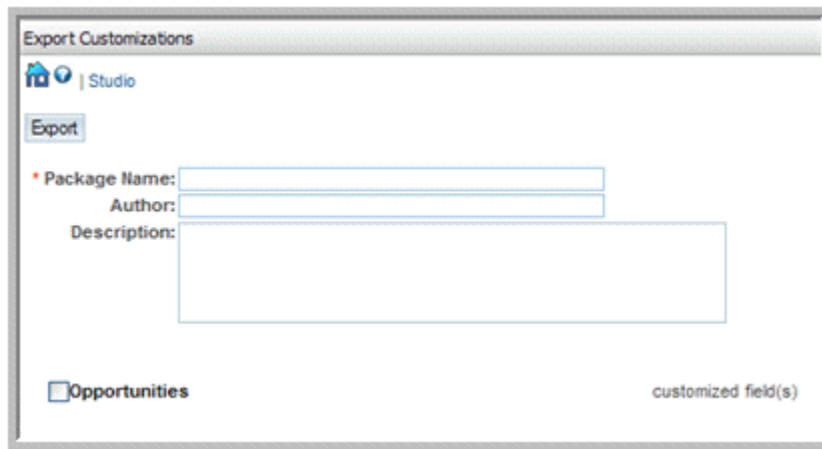 Export Customizations
| Studio
Export
* Package Name:
Author:
Description:
Opportunities customized field(s)